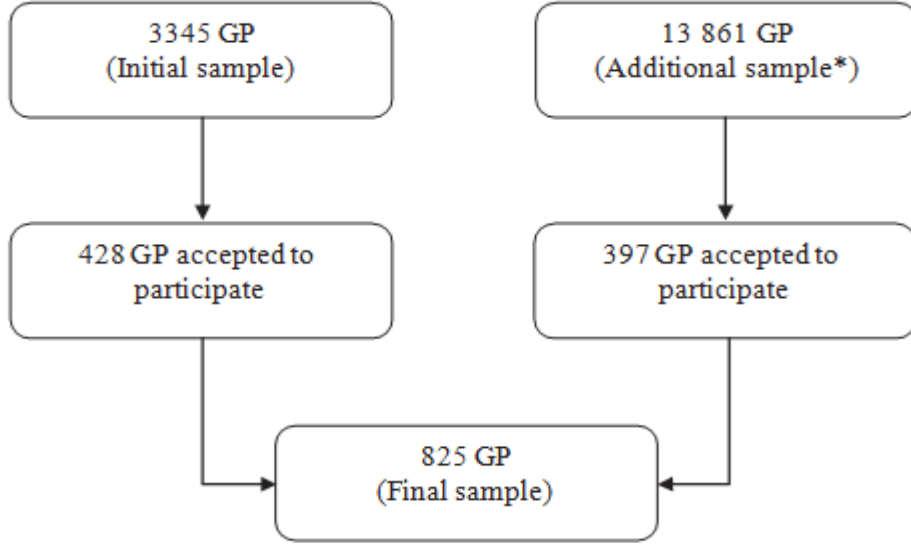 3345 GP
(Initial sample)
13 861 GP
(Additional sample*)
428 GP accepted to
participate
397 GP accepted to
participate
825 GP
(Final sample)